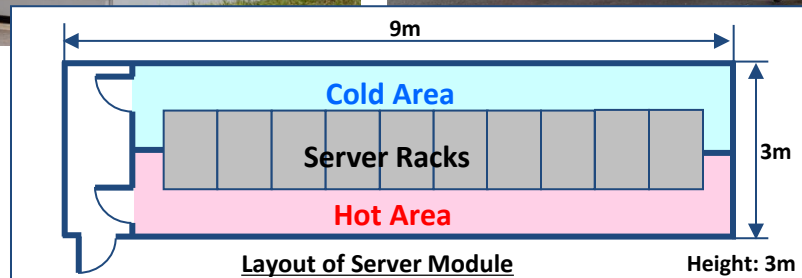 9m
Cold Area
3m
Server Racks
Hot Area
Layout of Server Module
Height: 3m